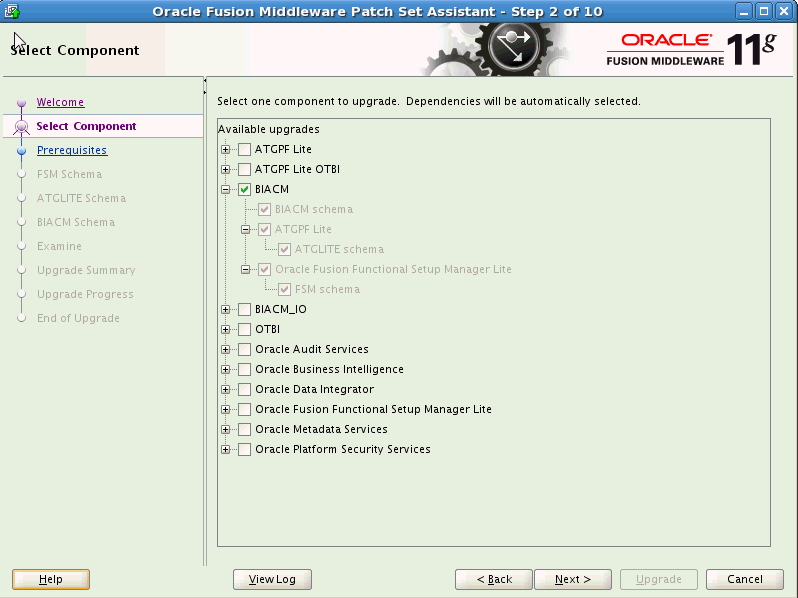 Oracle Fusion Middleware Patch Set Assistant - Step 2 of 10
Select Component
ORACLE
FUSION MIDDLEWARE
11g
Welcome
Select Component
Prerequisites
FSM Schema
ATGLITE Schema
BIACM Schema
Examine
Upgrade Summary
Upgrade Progress
End of Upgrade
Select one component to upgrade. Dependencies will be automatically selected.
Available upgrades
ATGPF Lite
ATGPF Lite OTBI
BIACM
BIACM schema
ATGPF Lite
ATGLITE schema
Oracle Fusion Functional Setup Manager Lite
FSM schema
BIACM_IO
OTBI
Oracle Audit Services
Oracle Business Intelligence
Oracle Data Integrator
Oracle Fusion Functional Setup Manager Lite
Oracle Metadata Services
Oracle Platform Security Services
Help
View Log
< Back
Next >
Upgrade
Cancel